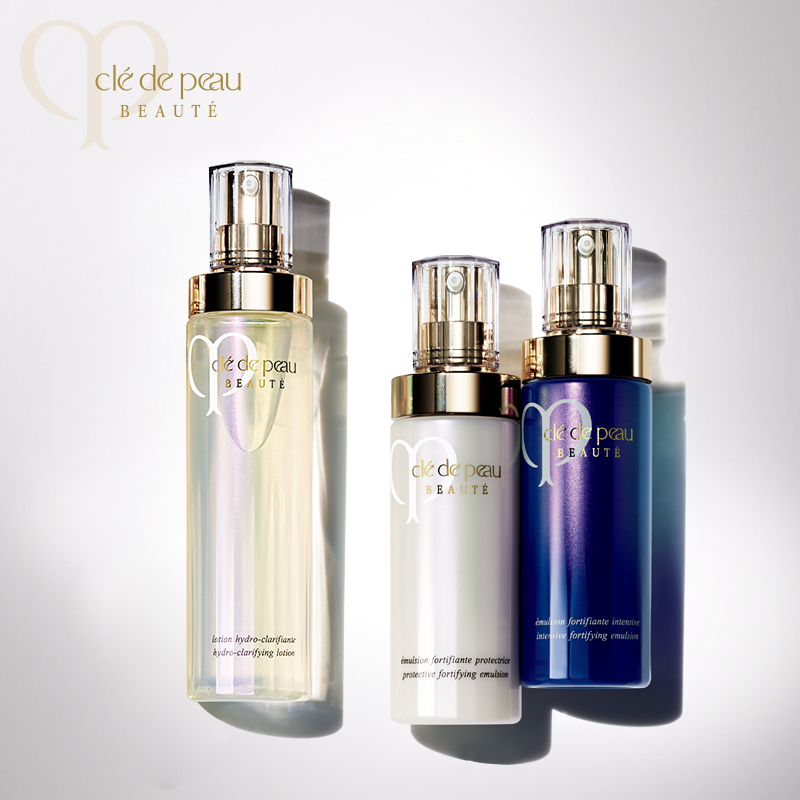 clé de peau
BEAUTÉ
clé de peau
BEAUTÉ
lotion hydro-clarifiante
hydro-clarifying lotion
clé de peau
BEAUTÉ
émulsion fortifiante protectrice
protective fortifying emulsion
clé de peau
BEAUTÉ
émulsion fortifiante intensive
intensive fortifying emulsion